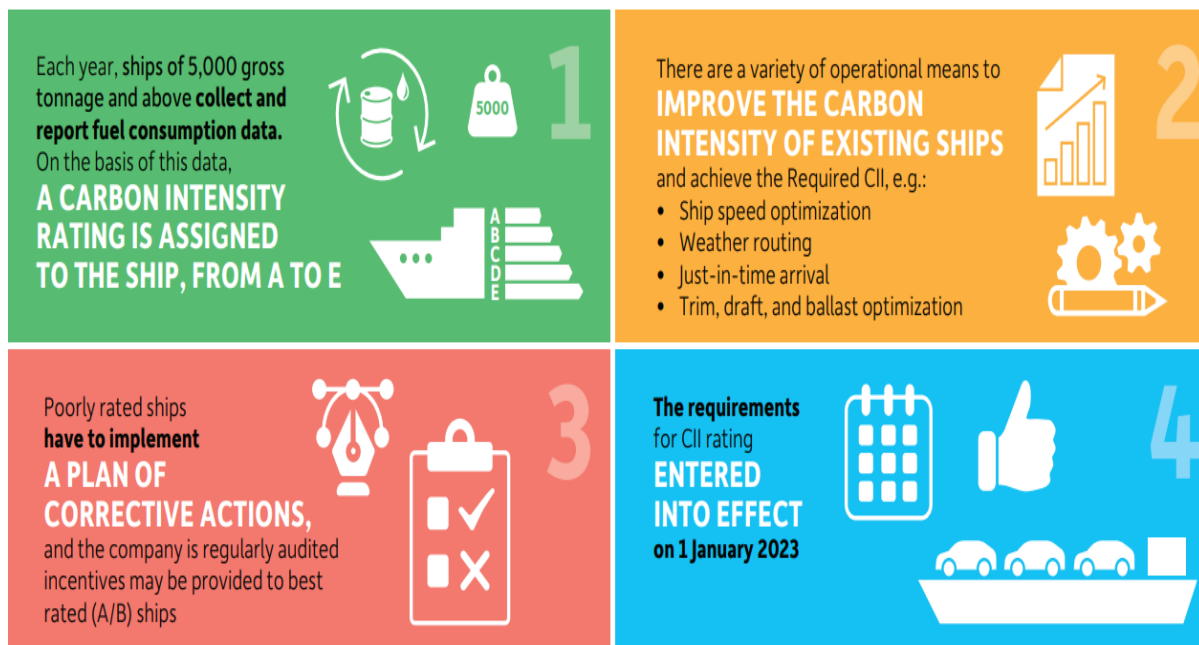 Each year, ships of 5,000 gross
tonnage and above collect and
report fuel consumption data.
On the basis of this data,
A CARBON INTENSITY
RATING IS ASSIGNED
TO THE SHIP, FROM A TO E
5000
1
A
B
C
D
E
There are a variety of operational means to
IMPROVE THE CARBON
INTENSITY OF EXISTING SHIPS
and achieve the Required CII, e.g.:
• Ship speed optimization
• Weather routing
• Just-in-time arrival
• Trim, draft, and ballast optimization
2
Poorly rated ships
have to implement
A PLAN OF
CORRECTIVE ACTIONS,
and the company is regularly audited
incentives may be provided to best
rated (A/B) ships
3
The requirements
for CII rating
ENTERED
INTO EFFECT
on 1 January 2023
4